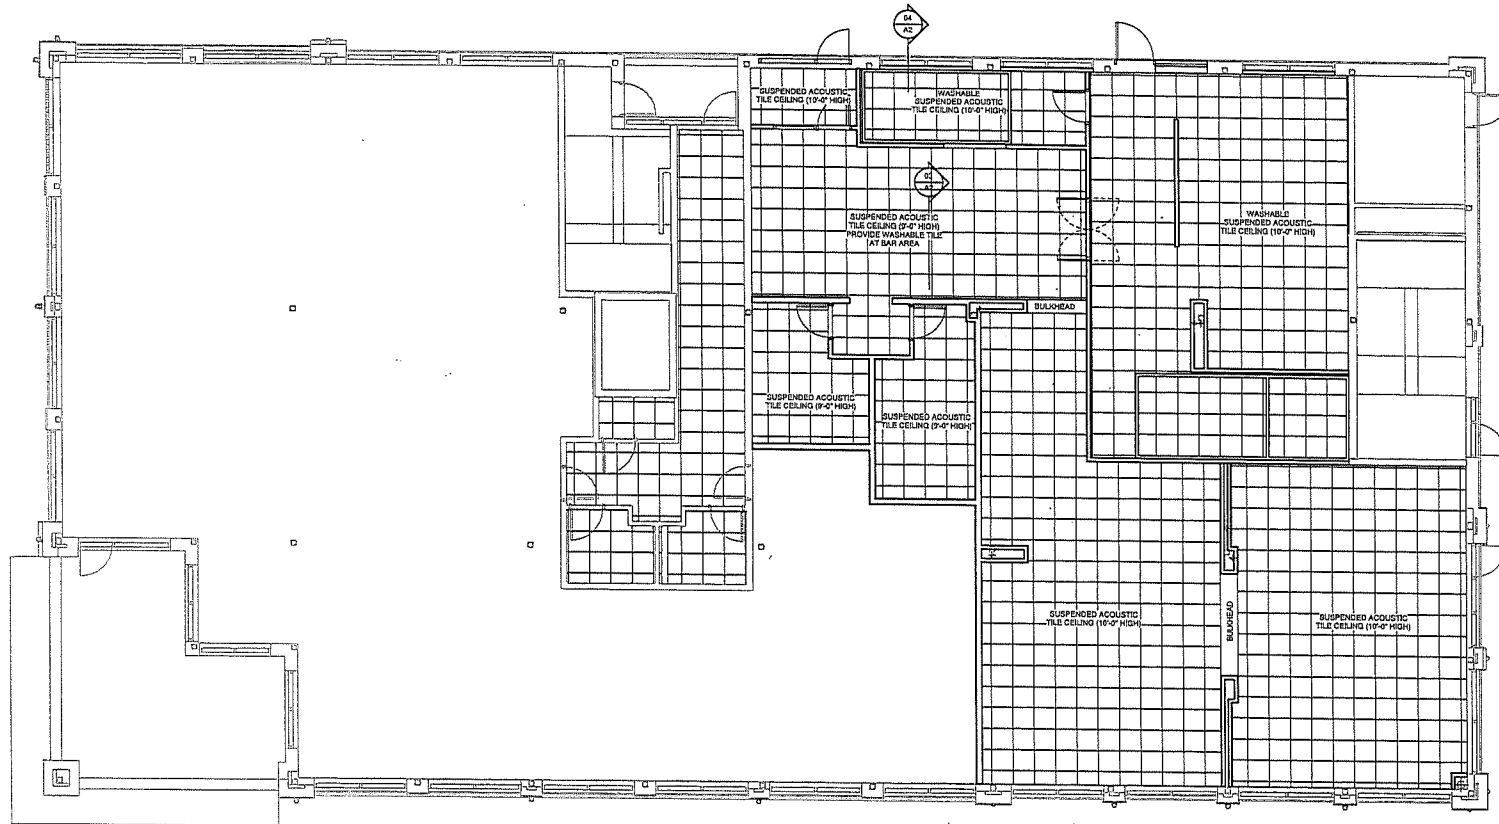 04
A2
SUSPENDED ACOUSTIC
TILE CEILING (10'-0" HIGH)
WASHABLE
SUSPENDED ACOUSTIC
TILE CEILING (10'-0" HIGH)
03
A2
SUSPENDED ACOUSTIC
TILE CEILING (9'-0" HIGH)
PROVIDE WASHABLE TILE
AT BAR AREA
WASHABLE
SUSPENDED ACOUSTIC
TILE CEILING (10'-0" HIGH)
BULKHEAD
SUSPENDED ACOUSTIC
TILE CEILING (9'-0" HIGH)
SUSPENDED ACOUSTIC
TILE CEILING (9'-0" HIGH)
SUSPENDED ACOUSTIC
TILE CEILING (10'-0" HIGH)
BULKHEAD
SUSPENDED ACOUSTIC
TILE CEILING (10'-0" HIGH)